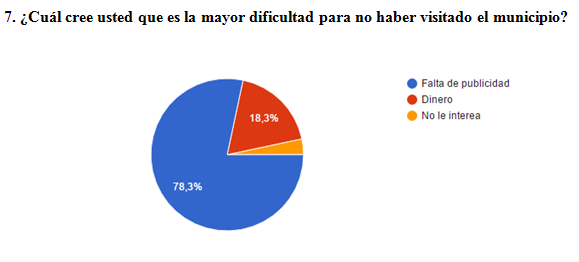 7. ¿Cuál cree usted que es la mayor dificultad para no haber visitado el municipio?
Falta de publicidad
Dinero
No le interea
18,3%
78,3%